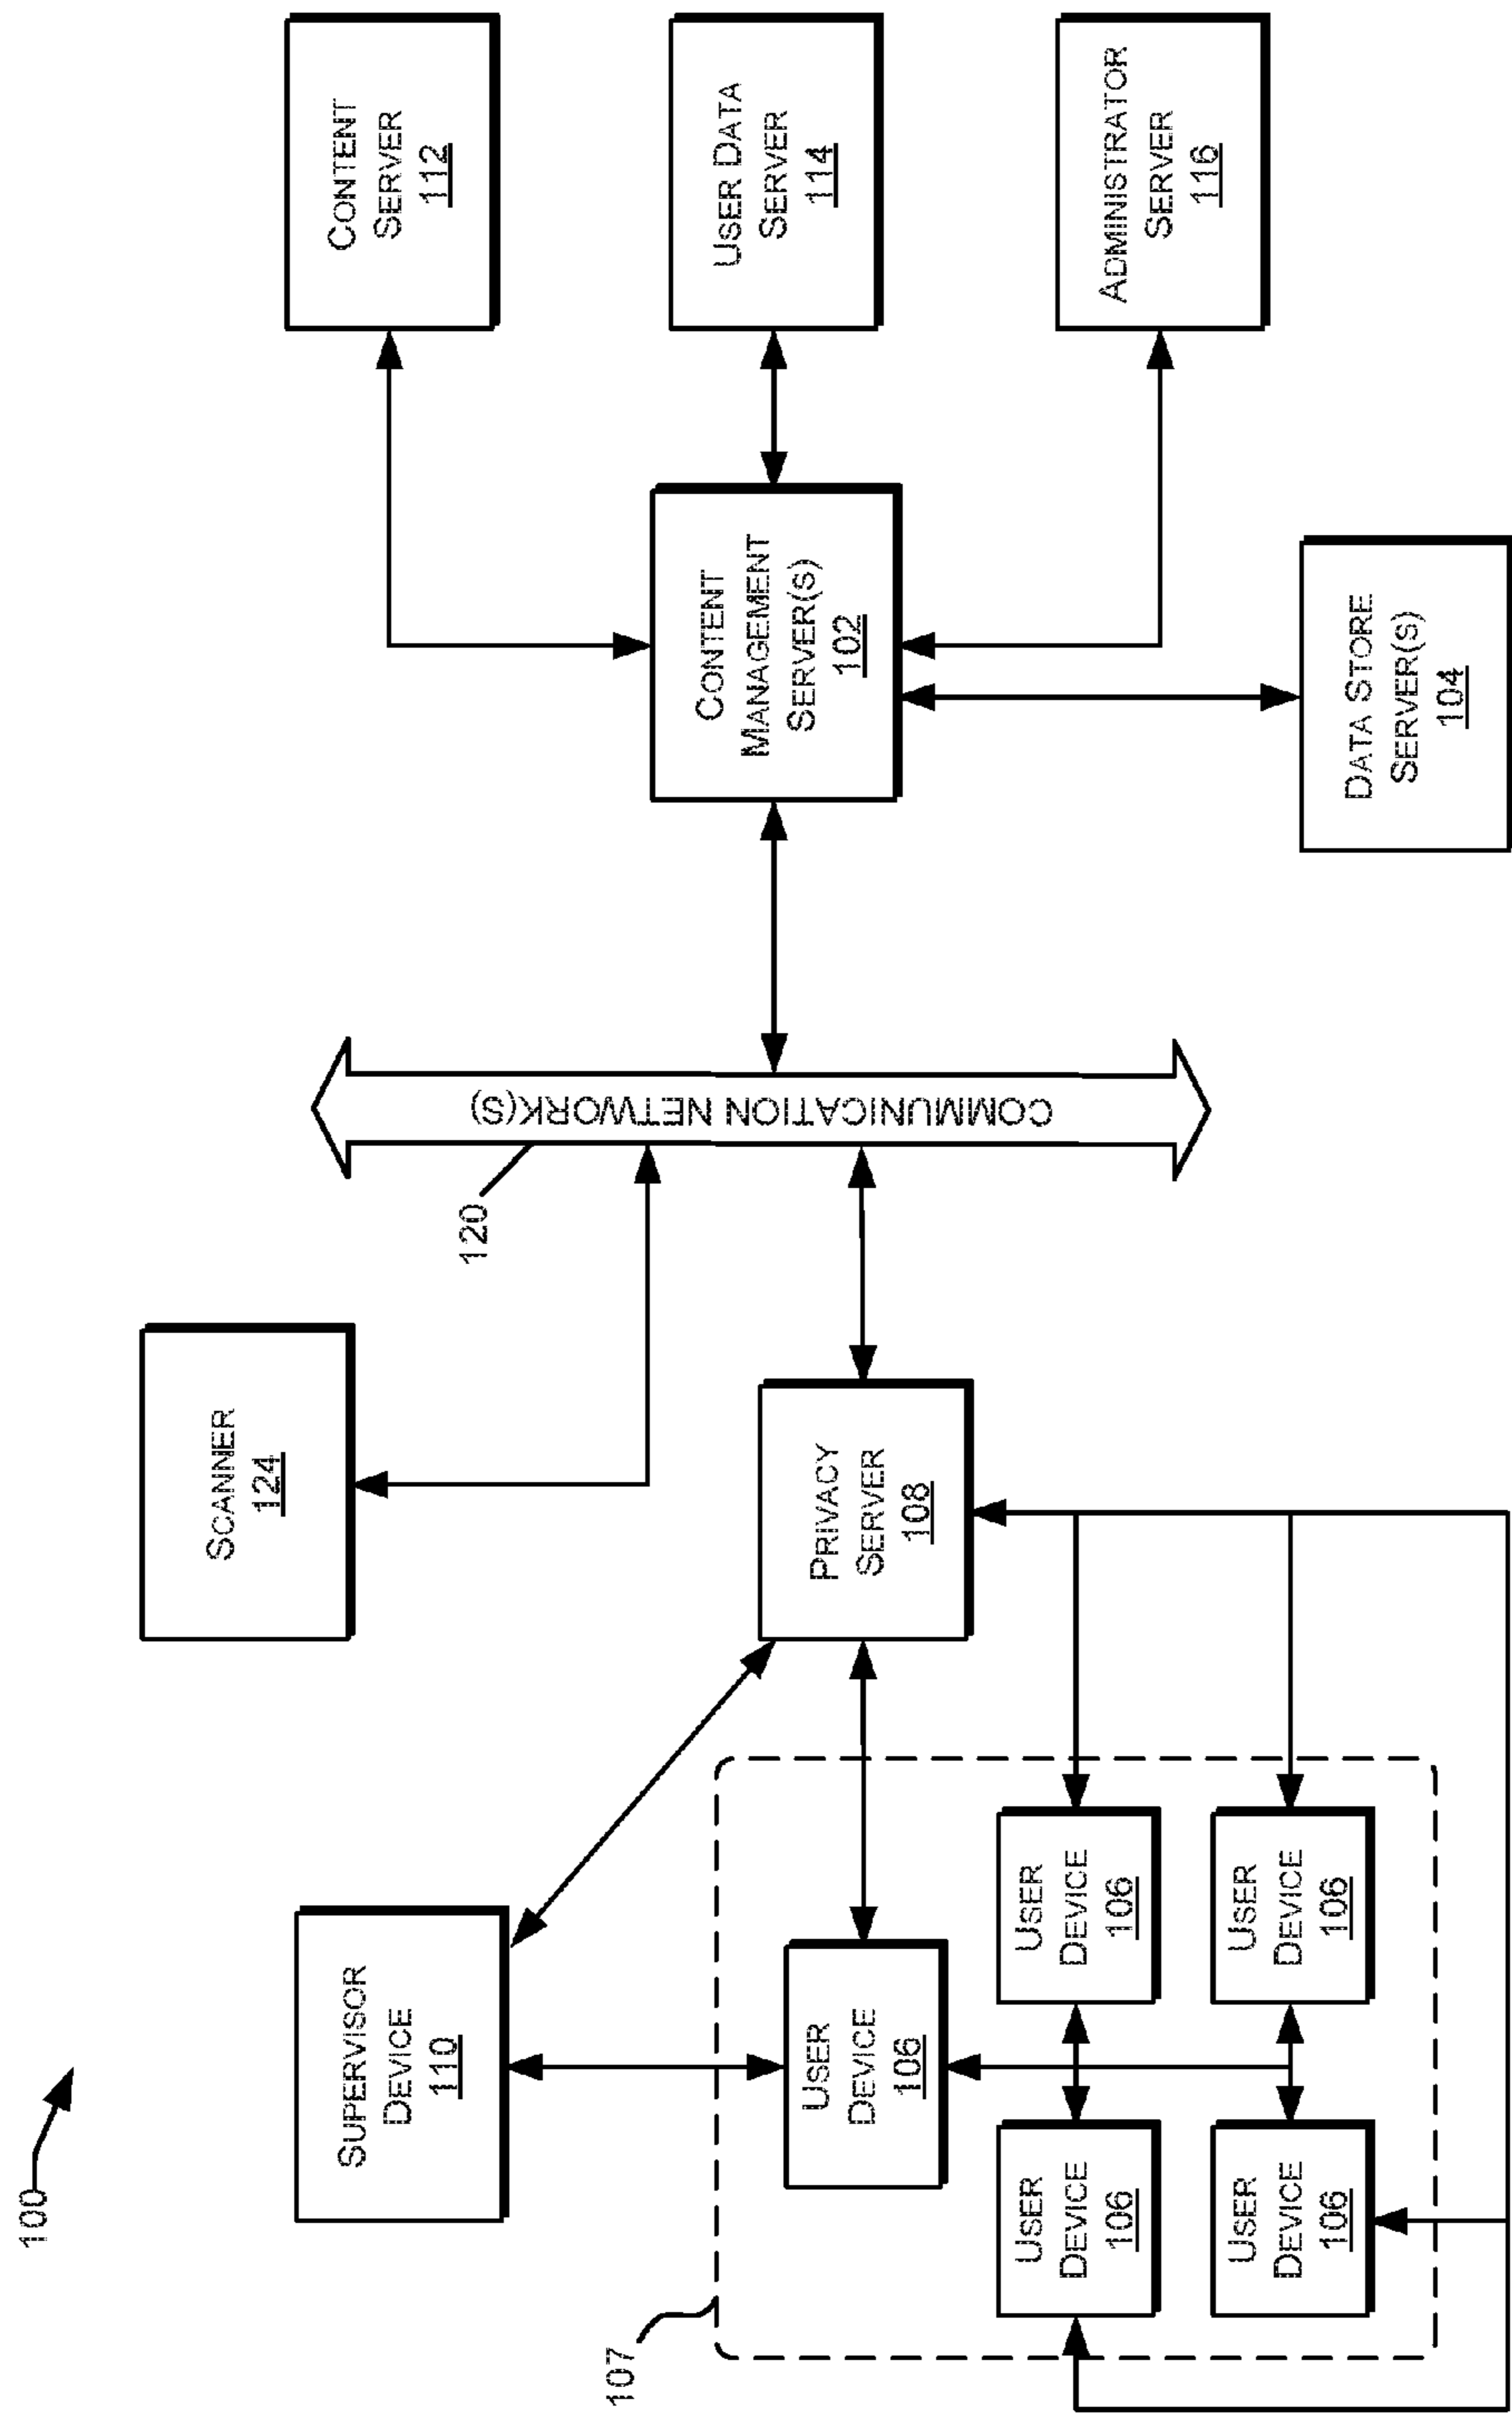 100
SUPERVISOR
DEVICE
110
SCANNER
124
CONTENT
SERVER
112
120
COMMUNICATION NETWORK(S)
107
USER
DEVICE
106
PRIVACY
SERVER
108
CONTENT
MANAGEMENT
SERVER(S)
102
USER DATA
SERVER
114
USER
DEVICE
106
USER
DEVICE
106
ADMINISTRATOR
SERVER
116
USER
DEVICE
106
USER
DEVICE
106
DATA STORE
SERVER(S)
104